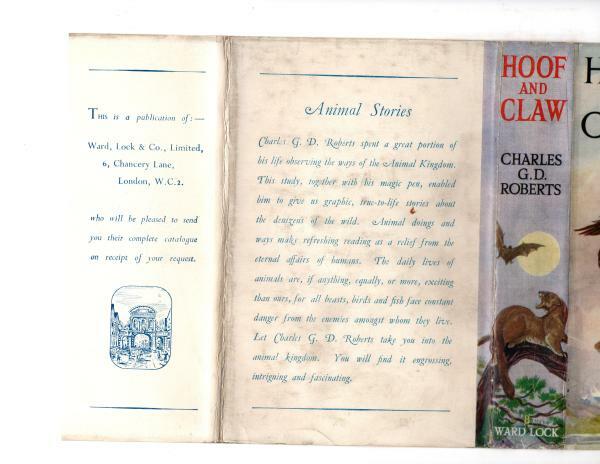 THIS is a publication of:—
Ward, Lock & Co., Limited,
6, Chancery Lane,
London, W.C.2.
who will be pleased to send
you their complete catalogue
on receipt of your request.
Animal Stories
Charles G. D. Roberts spent a great portion of
his life observing the ways of the Animal Kingdom.
This study, together with his magic pen, enabled
him to give us graphic, true-to-life stories about
the denizens of the wild. Animal doings and
ways make refreshing reading as a relief from the
eternal affairs of humans. The daily lives of
animals are, if anything, equally, or more, exciting
than ours, for all beasts, birds and fish face constant
danger from the enemies amongst whom they live.
Let Charles G. D. Roberts take you into the
animal kingdom. You will find it engrossing,
intriguing and fascinating.
HOOF
AND
CLAW
CHARLES
G.D.
ROBERTS
WARD LOCK
H
C